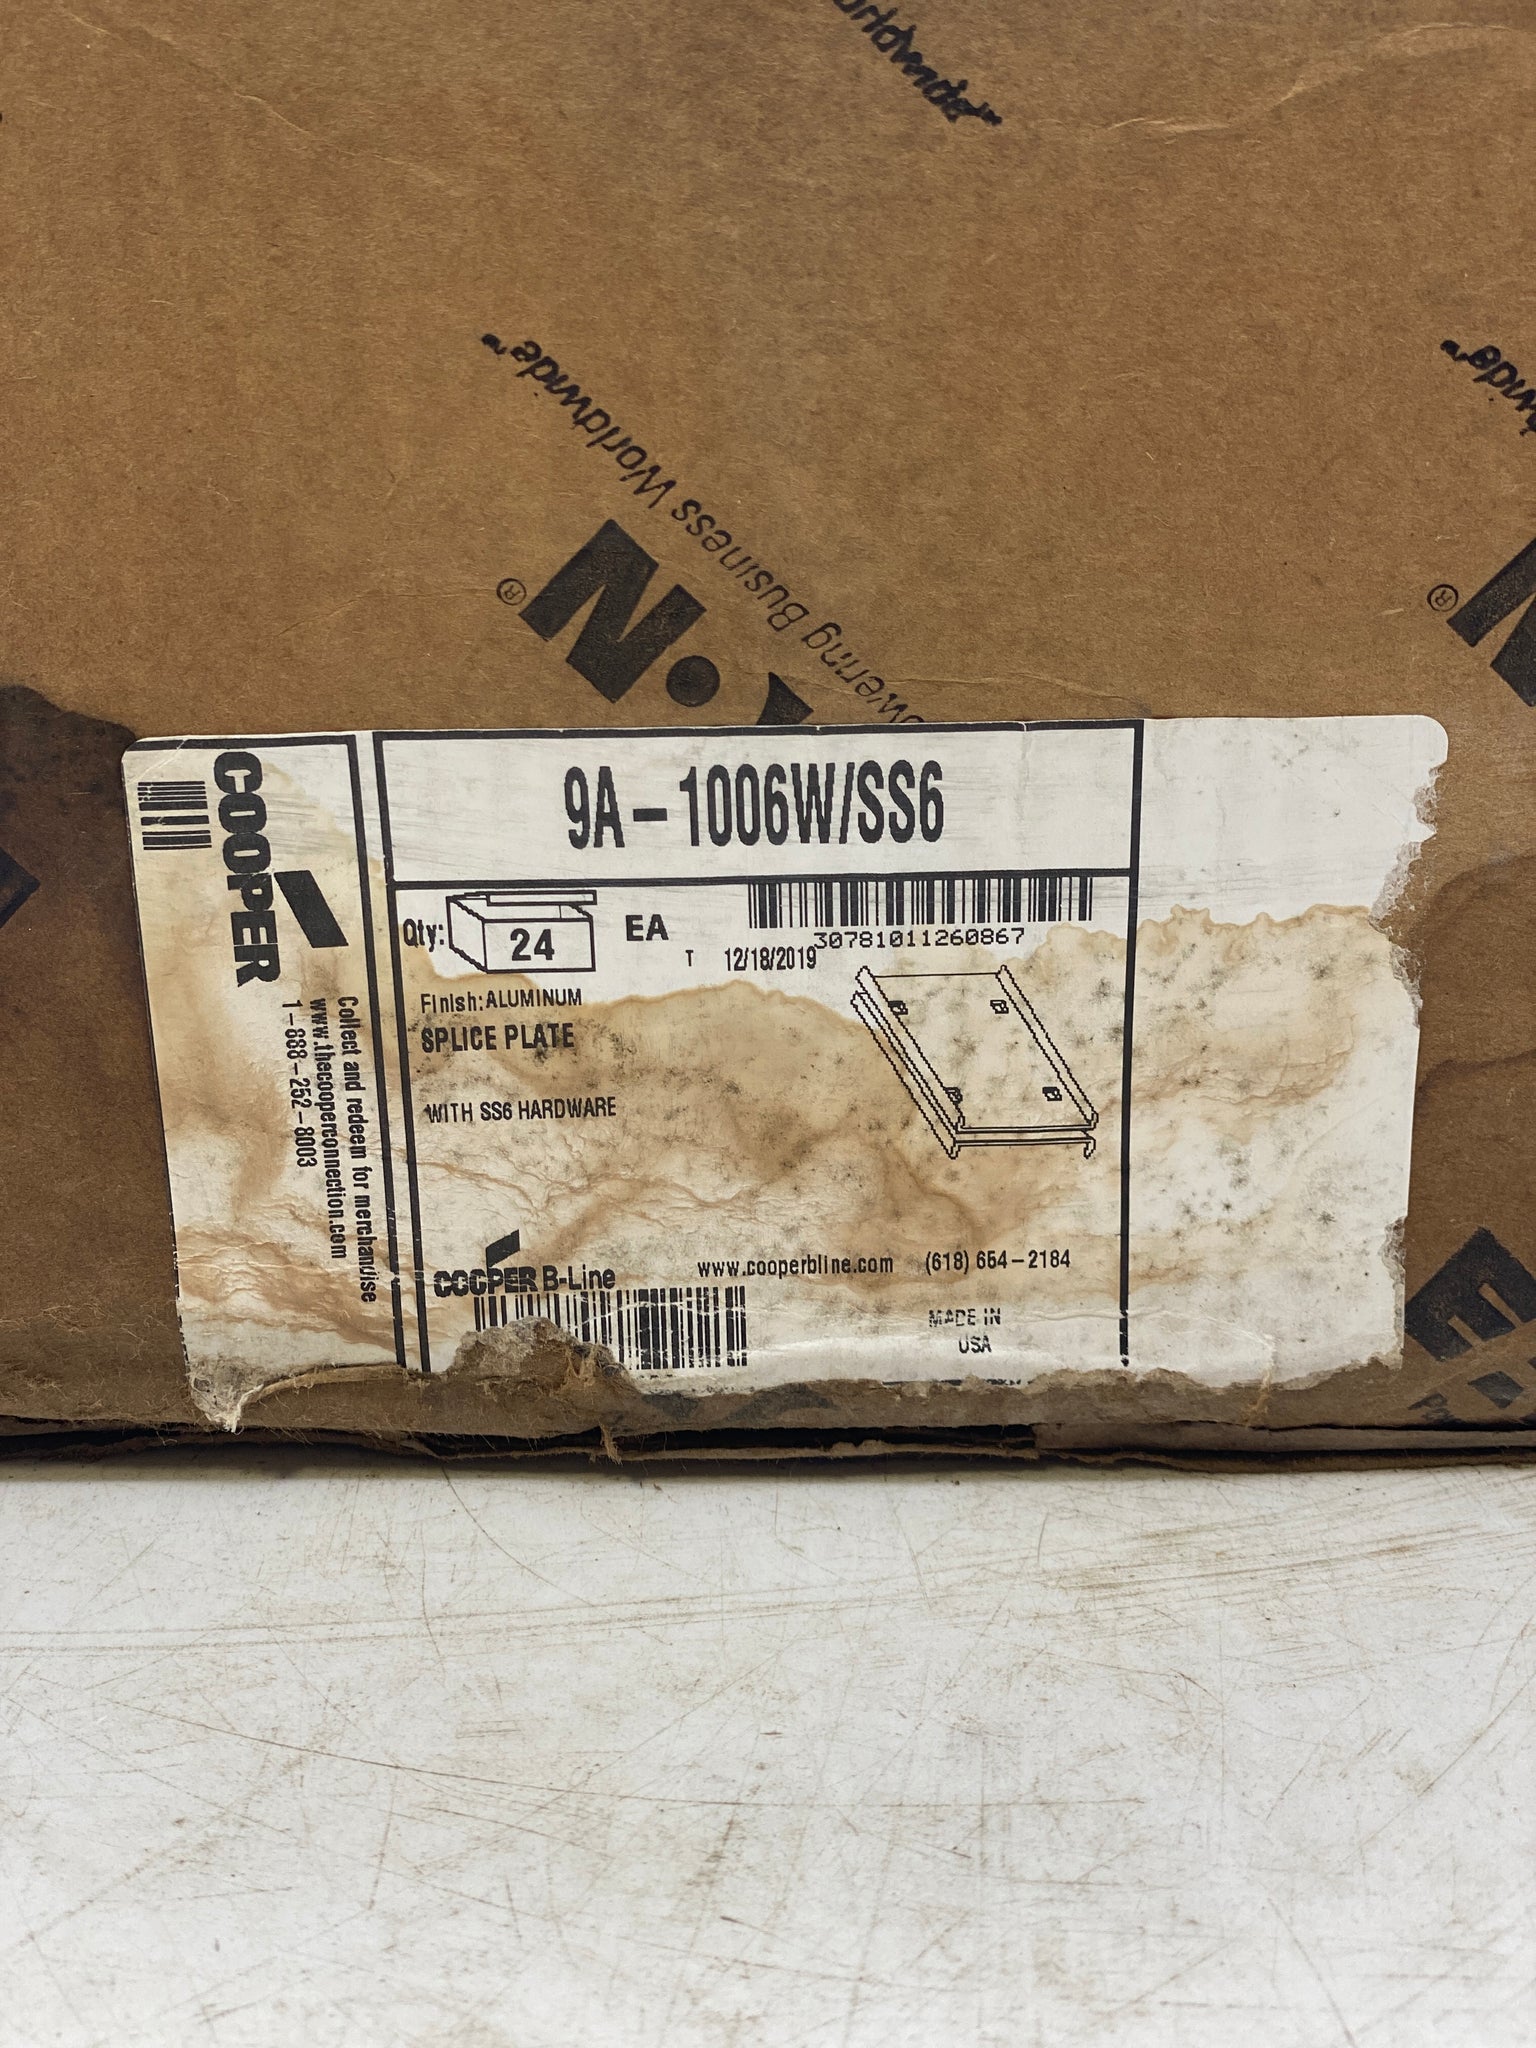 Powering Business Worldwide™
®
®
9A-1006W/SS6
Qty: 24 EA
30781011260867
T 12/18/2019
Finish: ALUMINUM
SPLICE PLATE
WITH SS6 HARDWARE
COOPER B-Line
www.cooperbline.com (618) 654-2184
MADE IN
USA
COOPER
Collect and redeem for merchandise
www.thecooperconnection.com
1-888-252-8003